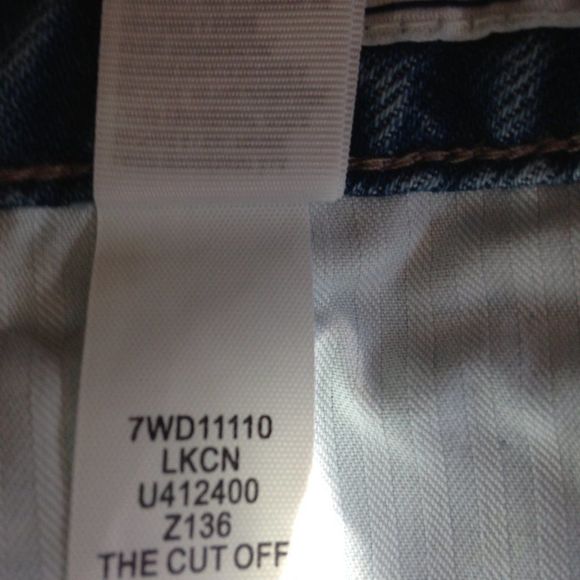 7WD11110
LKCN
U412400
Z136
THE CUT OFF